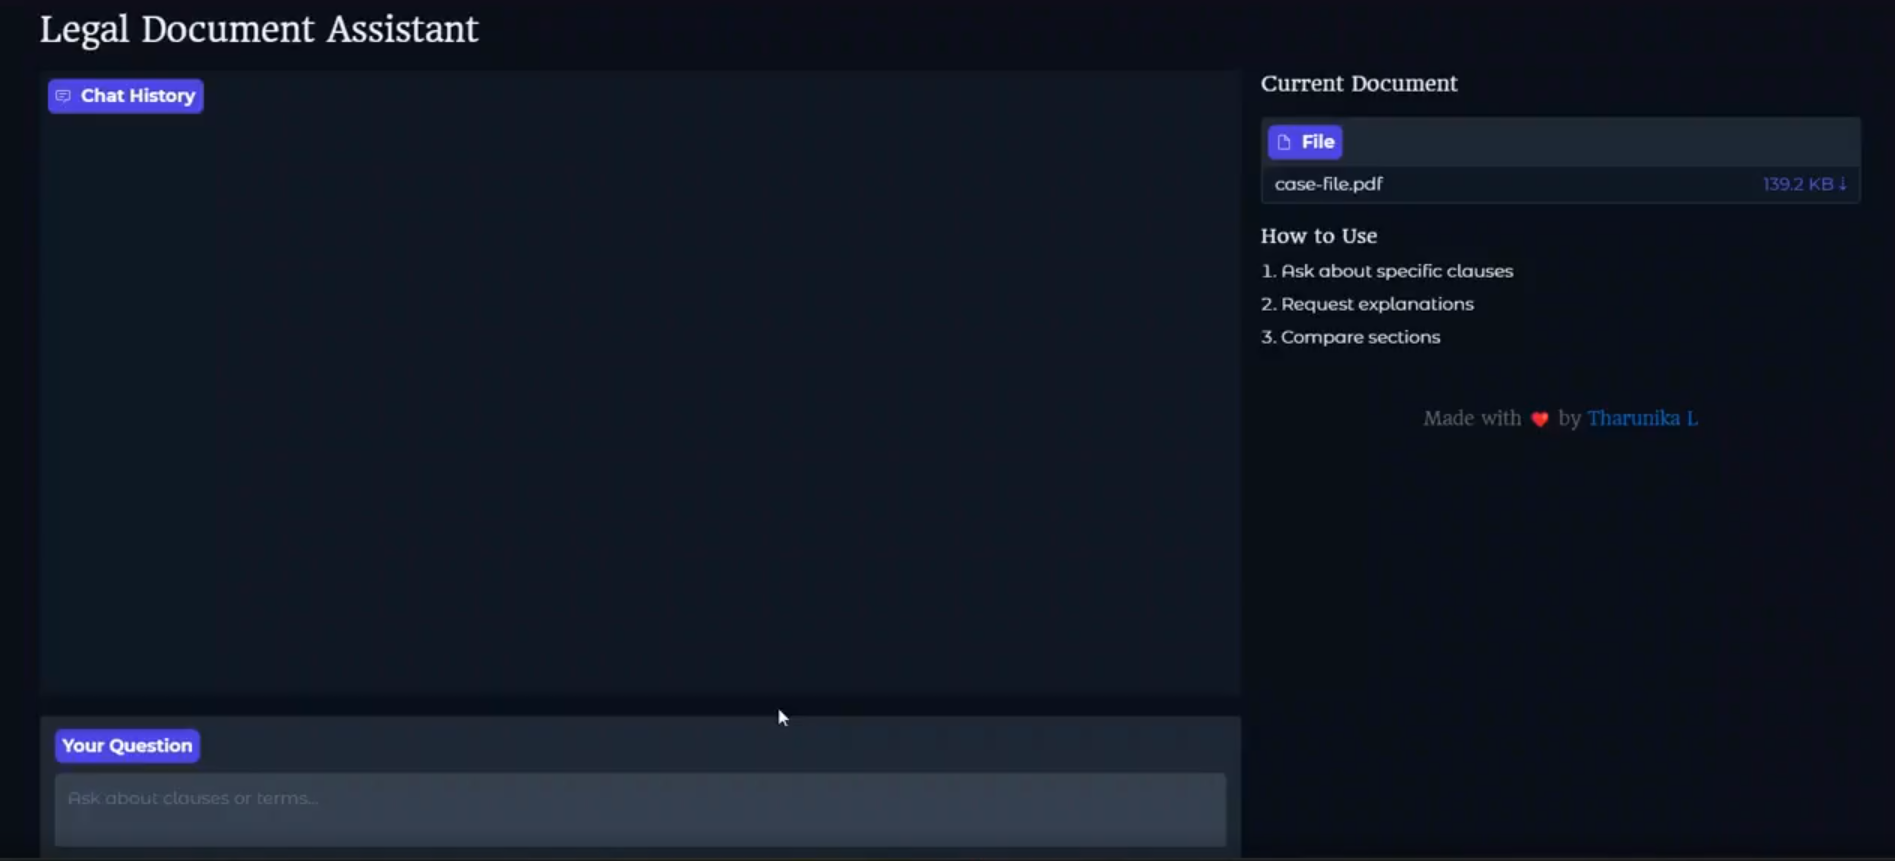 Legal Document Assistant
Chat History
Your Question
Ask about clauses or terms...
Current Document
File
case-file.pdf 139.2 KB ↓
How to Use
1. Ask about specific clauses
2. Request explanations
3. Compare sections
Made with ❤️ by Tharunika L